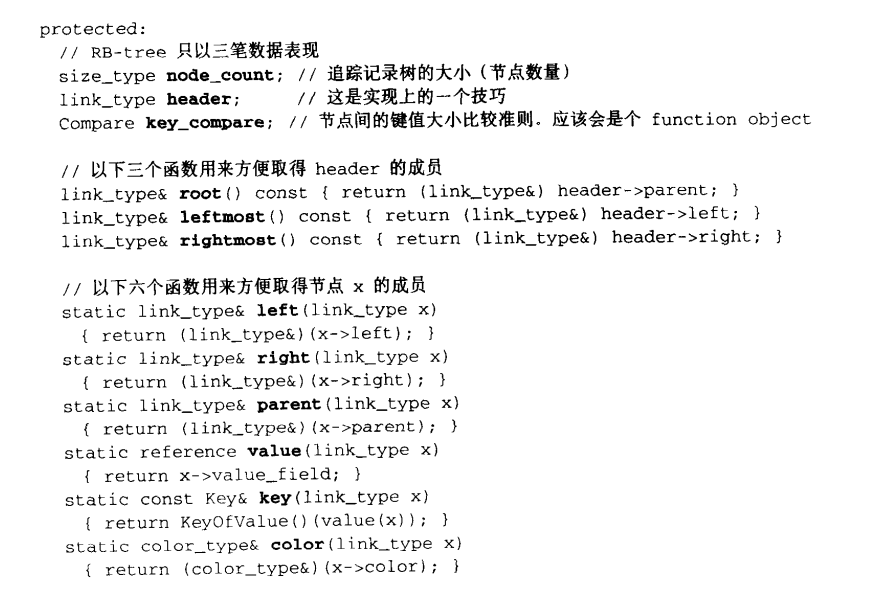 protected:
// RB-tree 只以三笔数据表现
size_type node_count; // 追踪记录树的大小（节点数量）
link_type header; // 这是实现上的一个技巧
Compare key_compare; // 节点间的键值大小比较准则。应该会是个 function object
// 以下三个函数用来方便取得 header 的成员
link_type& root() const { return (link_type&) header->parent; }
link_type& leftmost() const { return (link_type&) header->left; }
link_type& rightmost() const { return (link_type&) header->right; }
// 以下六个函数用来方便取得节点 x 的成员
static link_type& left(link_type x)
{ return (link_type&)(x->left); }
static link_type& right(link_type x)
{ return (link_type&)(x->right); }
static link_type& parent(link_type x)
{ return (link_type&)(x->parent); }
static reference value(link_type x)
{ return x->value_field; }
static const Key& key(link_type x)
{ return KeyOfValue()(value(x)); }
static color_type& color(link_type x)
{ return (color_type&)(x->color); }